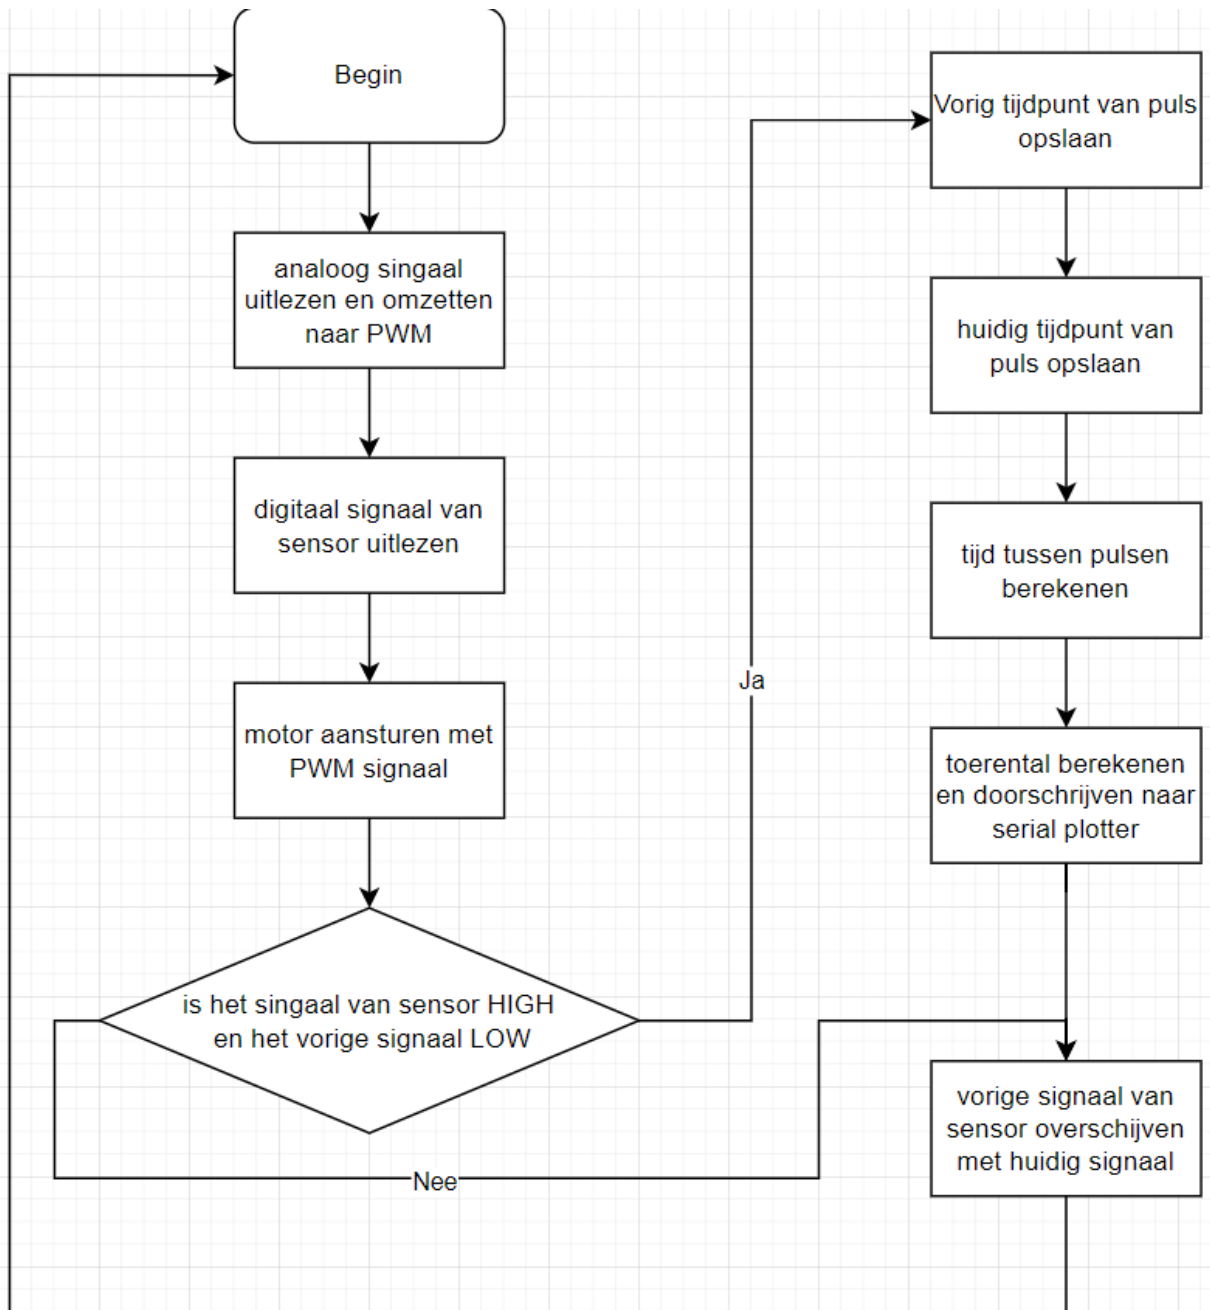 Begin
analoog singaal
uitlezen en omzetten
naar PWM
digitaal signaal van
sensor uitlezen
motor aansturen met
PWM signaal
is het singaal van sensor HIGH
en het vorige signaal LOW
Nee
Ja
Vorig tijdpunt van puls
opslaan
huidig tijdpunt van
puls opslaan
tijd tussen pulsen
berekenen
toerental berekenen
en doorschrijven naar
serial plotter
vorige signaal van
sensor overschijven
met huidig signaal